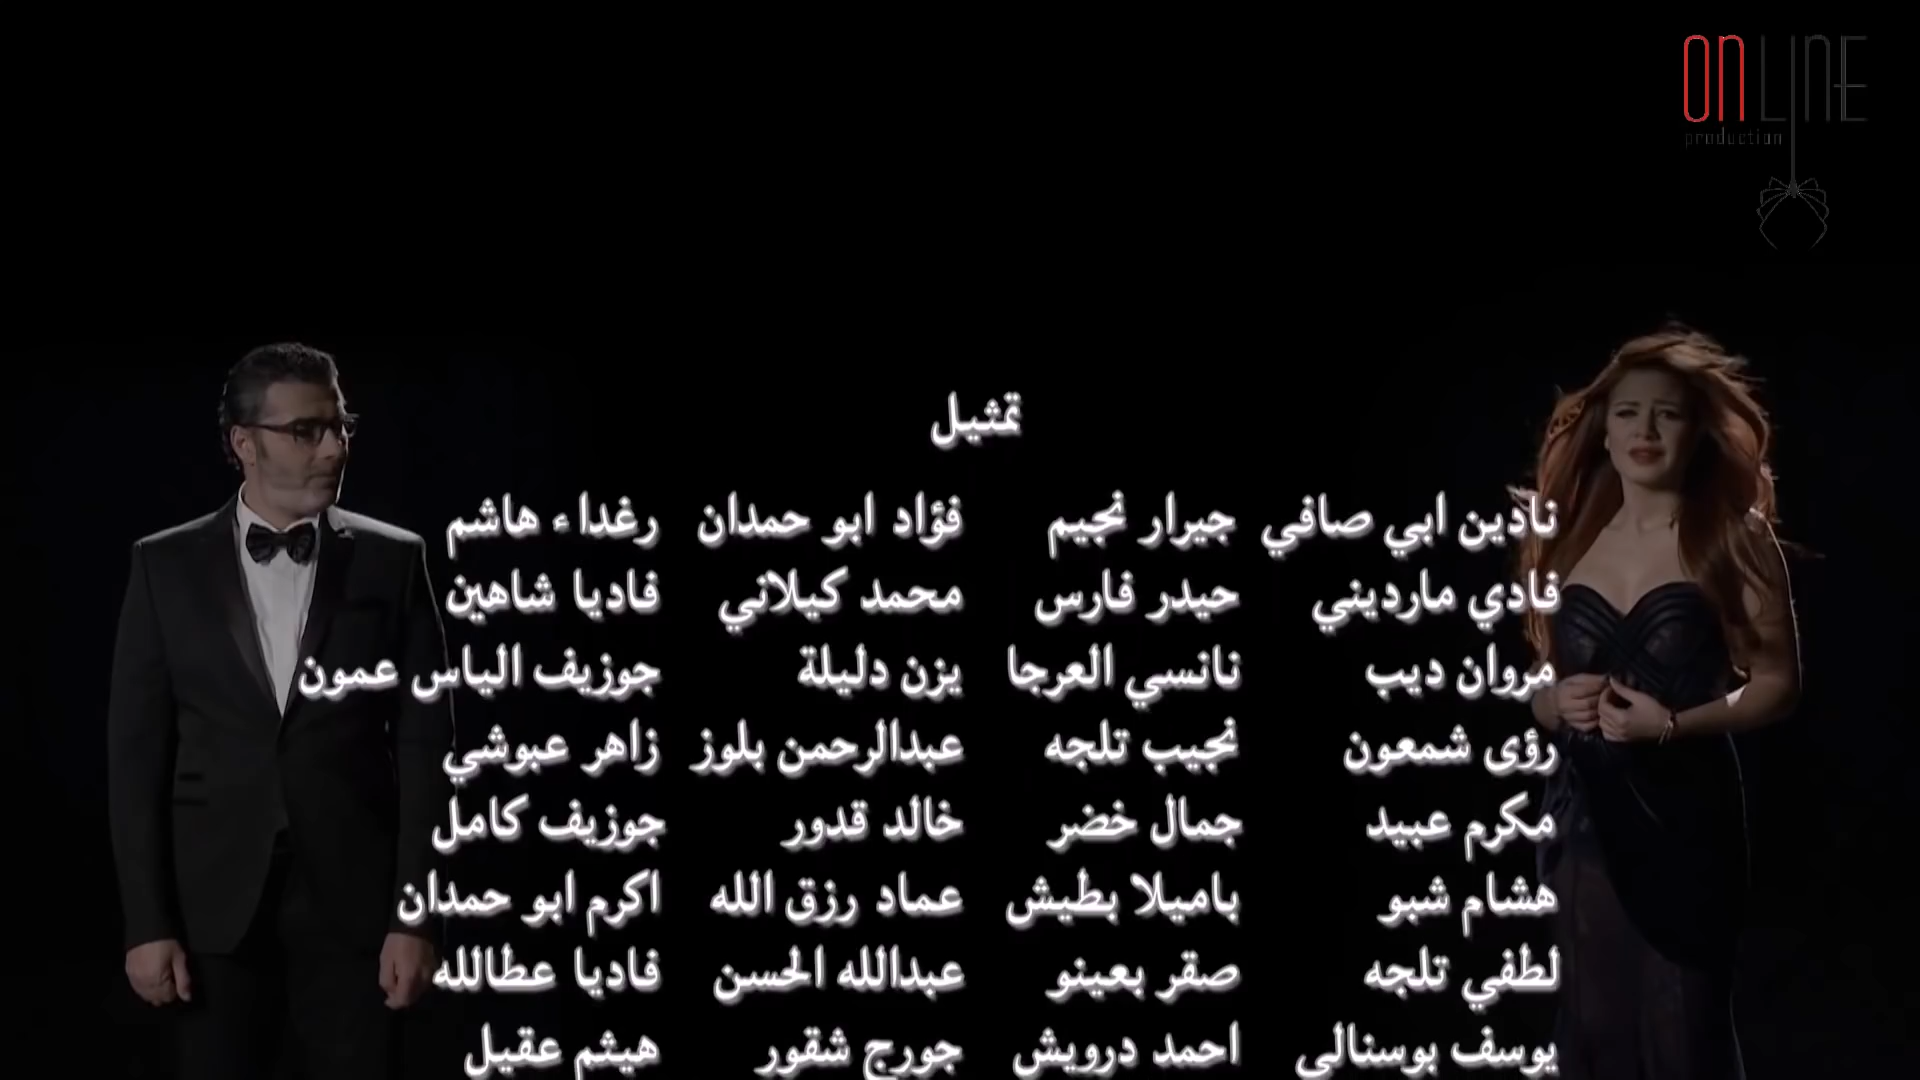 ON LINE
production
تمثيل
نادين ابي صافي جيرار نجيم فؤاد ابو حمدان رغداء هاشم
فادي مارديني حيدر فارس محمد كيلاني فاديا شاهين
مروان ديب نانسي العرجا يزن دليلة جوزيف الياس عمون
رؤى شمعون نجيب تلجه عبدالرحمن بلوز زاهر عبوشي
مكرم عبيد جمال خضر خالد قدور جوزيف كامل
هشام شبو باميلا بطيش عماد رزق الله اكرم ابو حمدان
لطفي تلجه صقر بعينو عبدالله الحسن فاديا عطالله
يوسف بوسنالي احمد درويش جورج شقور هيثم عقيل